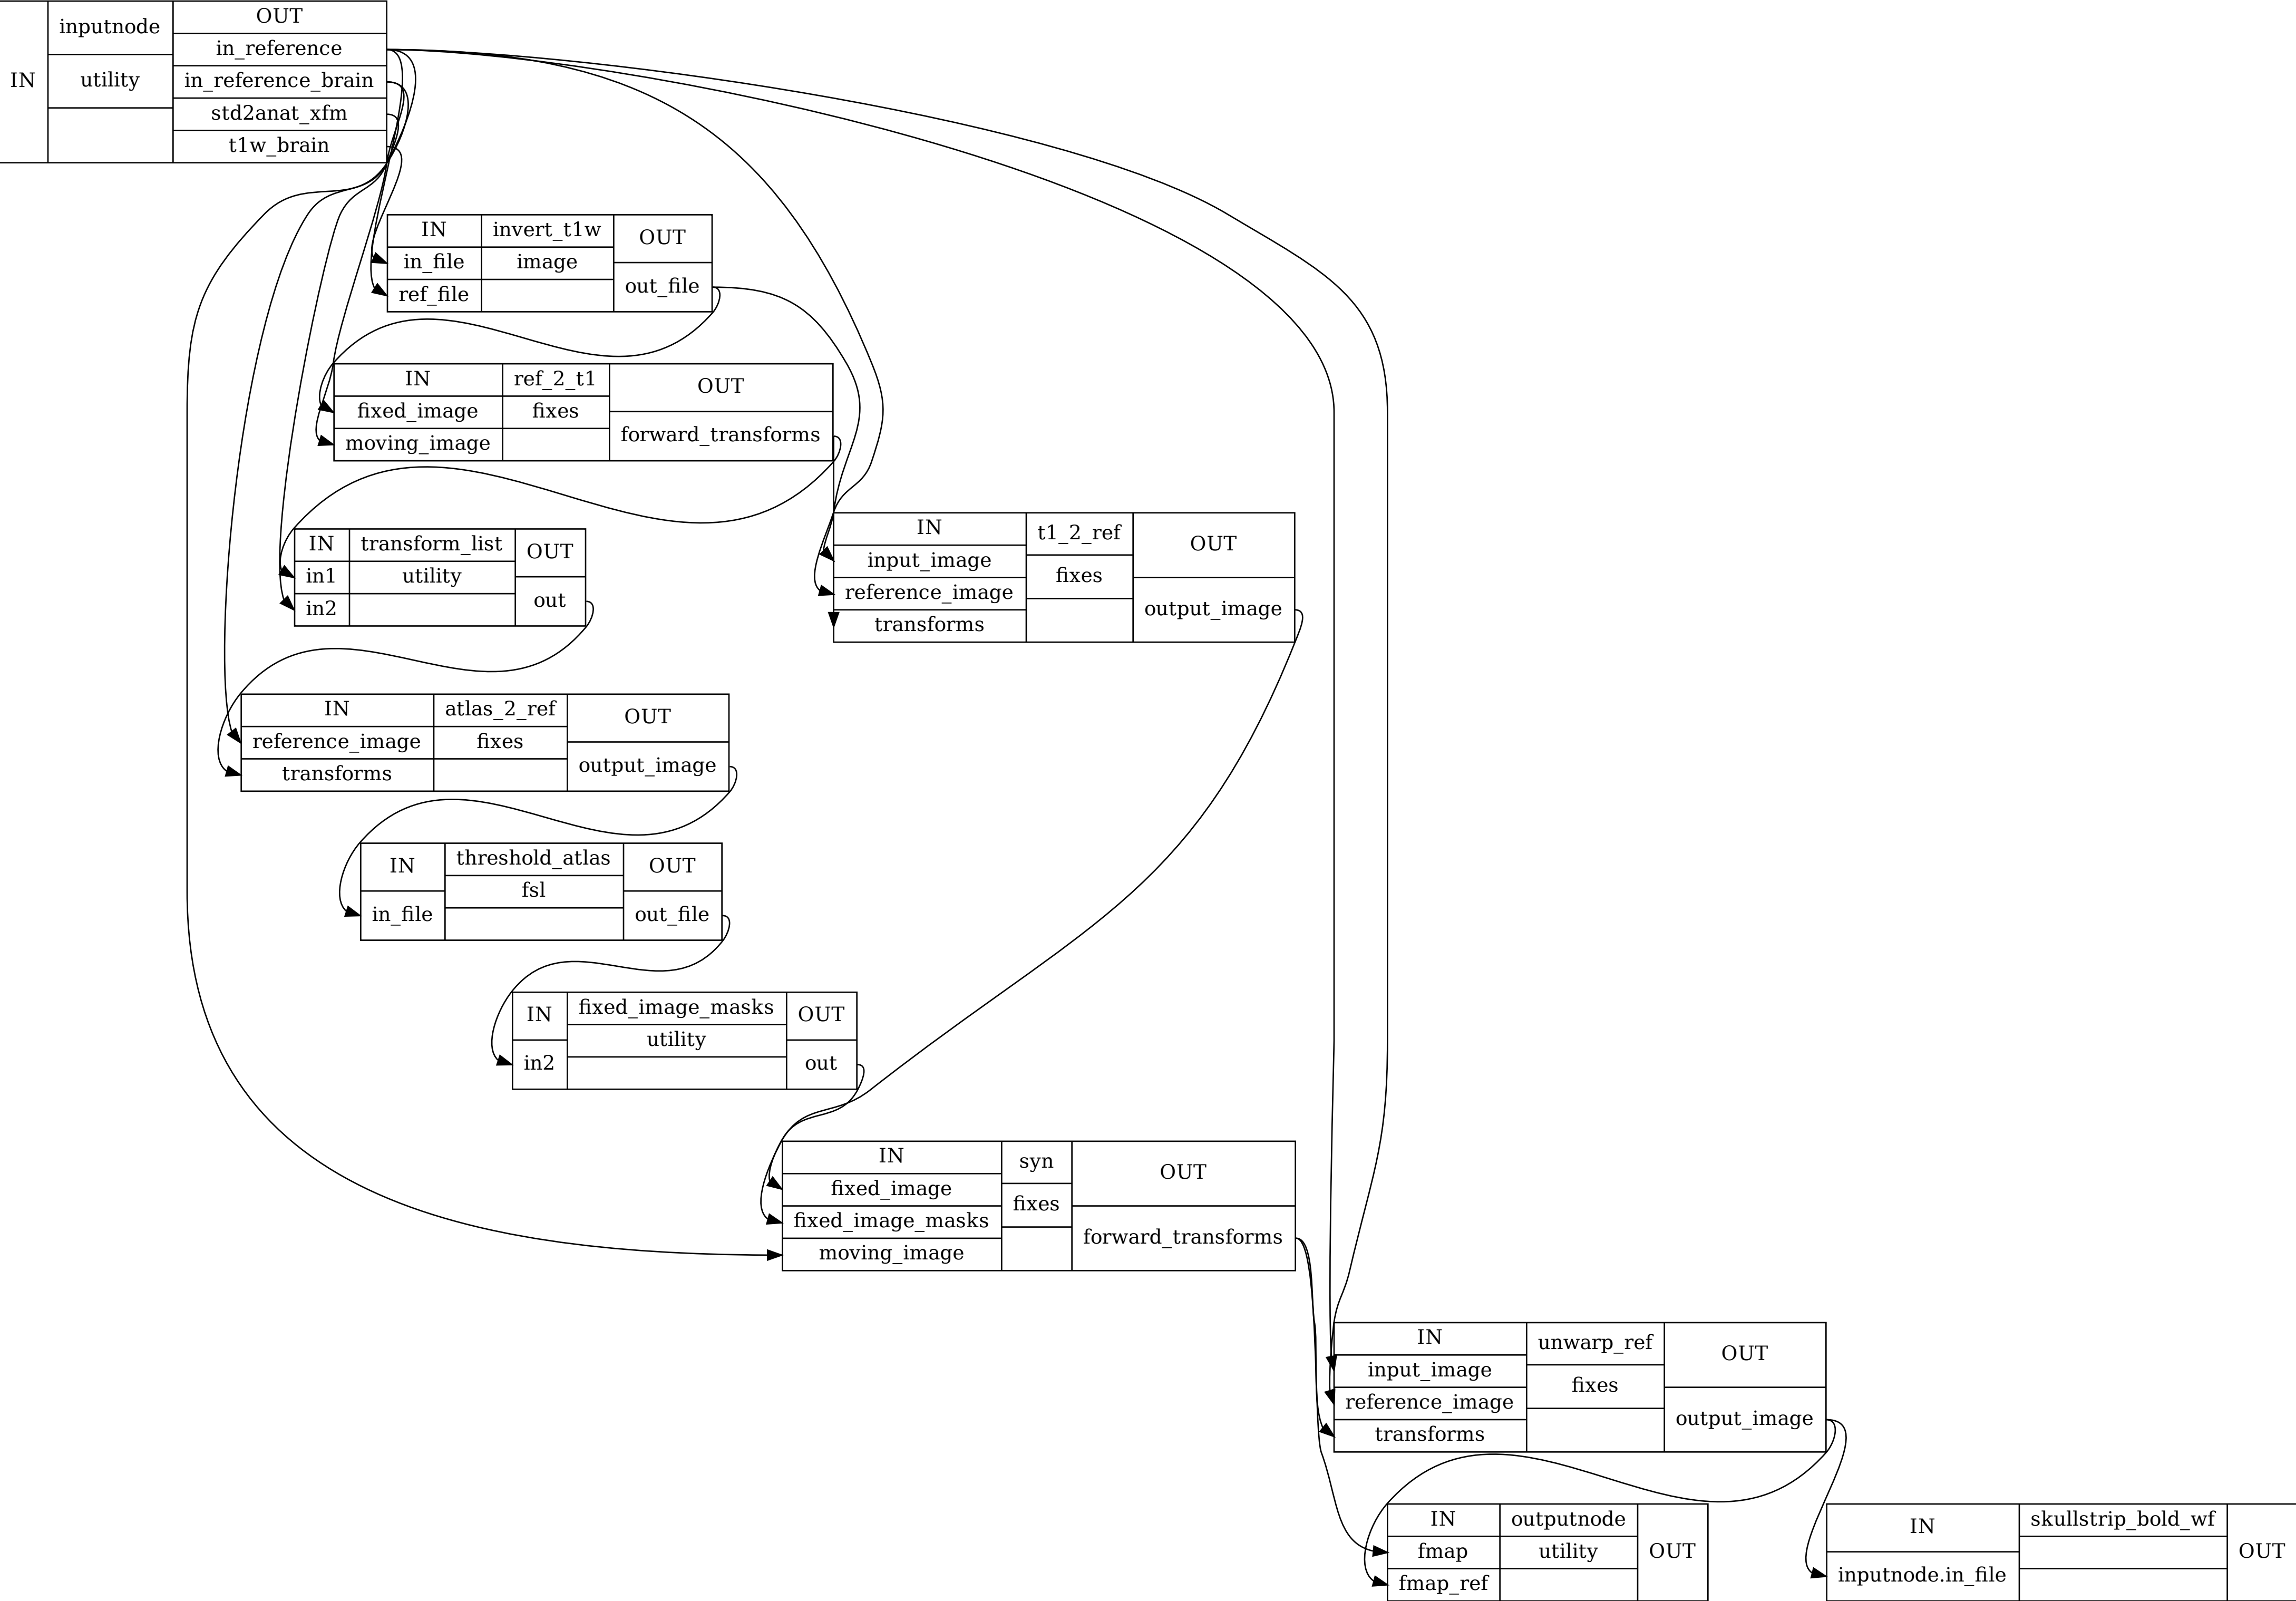 IN
inputnode
utility
OUT
in_reference
in_reference_brain
std2anat_xfm
t1w_brain
IN
in_file
ref_file
invert_t1w
image
OUT
out_file
IN
fixed_image
moving_image
ref_2_t1
fixes
OUT
forward_transforms
IN
in1
in2
transform_list
utility
OUT
out
IN
input_image
reference_image
transforms
t1_2_ref
fixes
OUT
output_image
IN
reference_image
transforms
atlas_2_ref
fixes
OUT
output_image
IN
in_file
threshold_atlas
fsl
OUT
out_file
IN
in2
fixed_image_masks
utility
OUT
out
IN
fixed_image
fixed_image_masks
moving_image
syn
fixes
OUT
forward_transforms
IN
input_image
reference_image
transforms
unwarp_ref
fixes
OUT
output_image
IN
fmap
fmap_ref
outputnode
utility
OUT
IN
inputnode.in_file
skullstrip_bold_wf
OUT